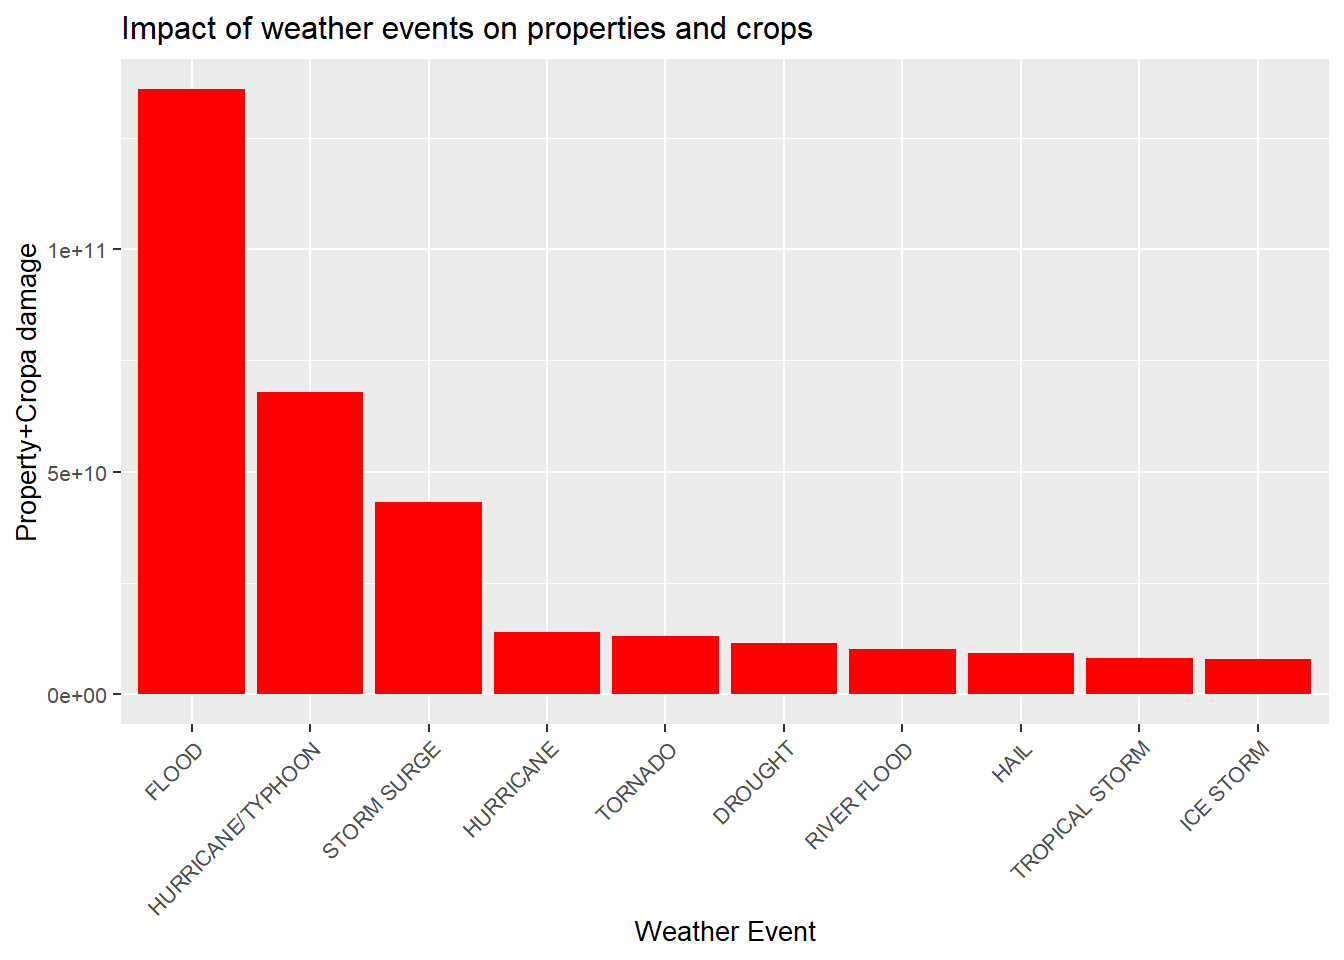 Impact of weather events on properties and crops
Property+Cropa damage
1e+11
5e+10
0e+00
FLOOD
HURRICANE/TYPHOON
STORM SURGE
HURRICANE
TORNADO
DROUGHT
RIVER FLOOD
HAIL
TROPICAL STORM
ICE STORM
Weather Event